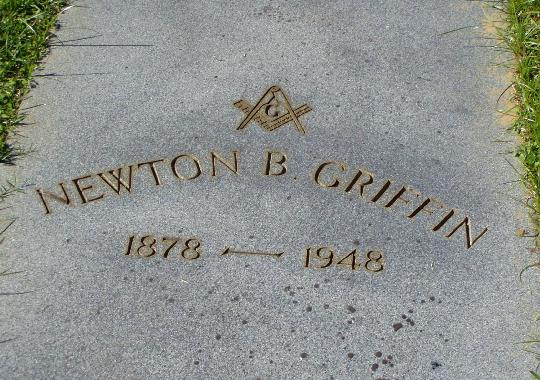 G
NEWTON B. GRIFFIN
1878 — 1948